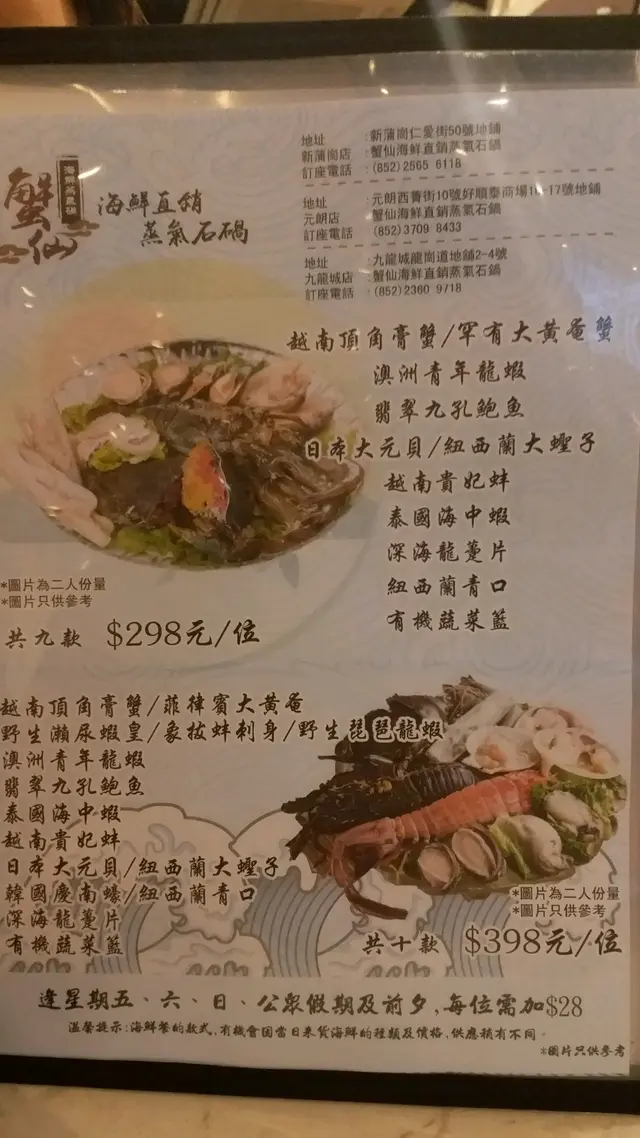 蟹仙
海鮮直銷
蒸氣石鍋
地址 :新蒲崗仁愛街50號地舖
新蒲崗店 :蟹仙海鮮直銷蒸氣石鍋
訂座電話 :(852)2565 6118
地址 :元朗西菁街10號好順泰商場16-17號地舖
元朗店 :蟹仙海鮮直銷蒸氣石鍋
訂座電話 :(852)3709 8433
地址 :九龍城龍崗道地舖2-4號
九龍城店 :蟹仙海鮮直銷蒸氣石鍋
訂座電話 :(852)2360 9718
越南頂角膏蟹/罕有大黃奄蟹
澳洲青年龍蝦
翡翠九孔鮑魚
日本大元貝/紐西蘭大蟶子
越南貴妃蚌
泰國海中蝦
深海龍躉片
紐西蘭青口
有機蔬菜籃
*圖片為二人份量
*圖片只供參考
共九款 $298元/位
越南頂角膏蟹/菲律賓大黃奄
野生瀨尿蝦皇/象拔蚌刺身/野生琵琶龍蝦
澳洲青年龍蝦
翡翠九孔鮑魚
泰國海中蝦
越南貴妃蚌
日本大元貝/紐西蘭大蟶子
韓國慶南蠔/紐西蘭青口
深海龍躉片
有機蔬菜籃
*圖片為二人份量
*圖片只供參考
共十款 $398元/位
逢星期五、六、日、公眾假期及前夕,每位需加$28
溫馨提示:海鮮餐的款式,有機會因當日來貨海鮮的種類及價格,供應稍有不同。
*圖片只供參考